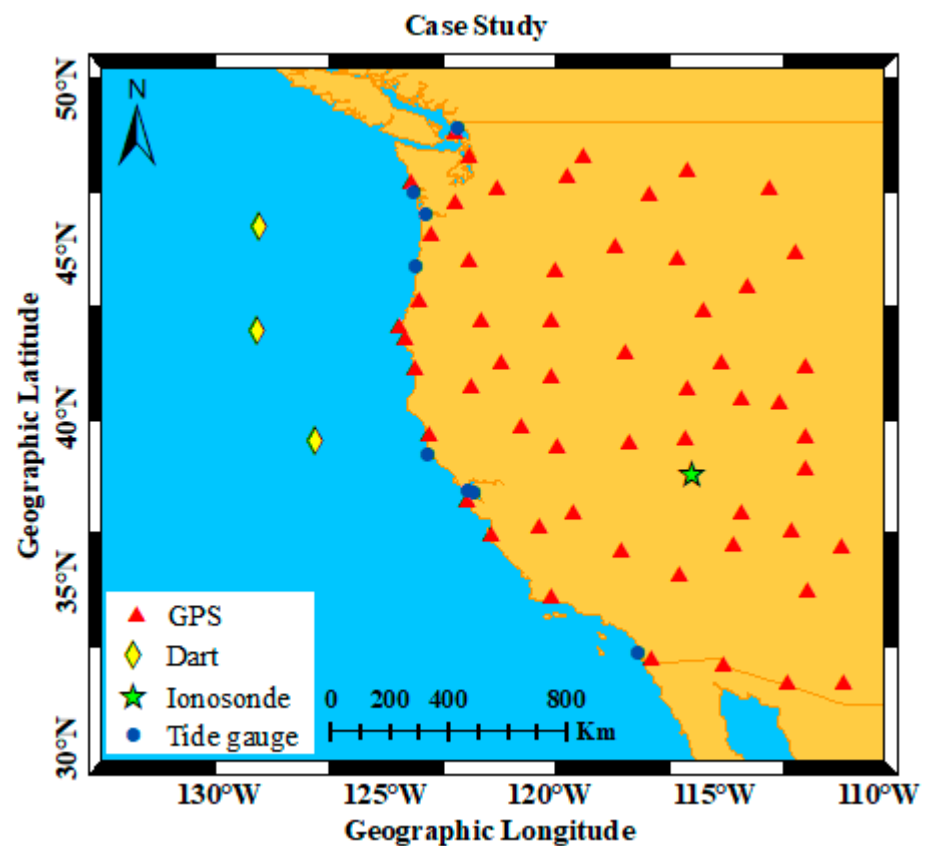 Case Study
N
50°N
45°N
40°N
35°N
30°N
Geographic Latitude
GPS
Dart
Ionosonde
Tide gauge
0 200 400 800
Km
130°W 125°W 120°W 115°W 110°W
Geographic Longitude